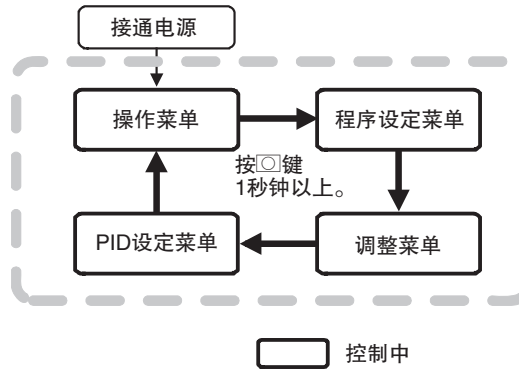 接通电源
操作菜单
程序设定菜单
按○键
1秒钟以上。
PID设定菜单
调整菜单
控制中